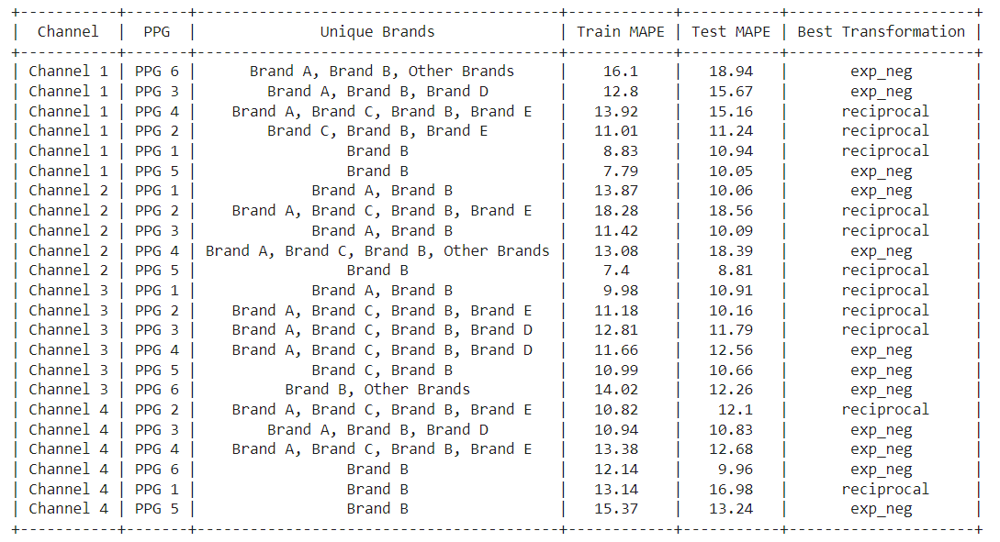 +-----------+-------+-----------------------------------------+------------+-----------+---------------------+
| Channel | PPG | Unique Brands | Train MAPE | Test MAPE | Best Transformation |
+-----------+-------+-----------------------------------------+------------+-----------+---------------------+
| Channel 1 | PPG 6 | Brand A, Brand B, Other Brands | 16.1 | 18.94 | exp_neg |
| Channel 1 | PPG 3 | Brand A, Brand B, Brand D | 12.8 | 15.67 | exp_neg |
| Channel 1 | PPG 4 | Brand A, Brand C, Brand B, Brand E | 13.92 | 15.16 | reciprocal |
| Channel 1 | PPG 2 | Brand C, Brand B, Brand E | 11.01 | 11.24 | reciprocal |
| Channel 1 | PPG 1 | Brand B | 8.83 | 10.94 | reciprocal |
| Channel 1 | PPG 5 | Brand B | 7.79 | 10.05 | exp_neg |
| Channel 2 | PPG 1 | Brand A, Brand B | 13.87 | 10.06 | exp_neg |
| Channel 2 | PPG 2 | Brand A, Brand C, Brand B, Brand E | 18.28 | 18.56 | reciprocal |
| Channel 2 | PPG 3 | Brand A, Brand B | 11.42 | 10.09 | reciprocal |
| Channel 2 | PPG 4 | Brand A, Brand C, Brand B, Other Brands | 13.08 | 18.39 | exp_neg |
| Channel 2 | PPG 5 | Brand B | 7.4 | 8.81 | reciprocal |
| Channel 3 | PPG 1 | Brand A, Brand B | 9.98 | 10.91 | reciprocal |
| Channel 3 | PPG 2 | Brand A, Brand C, Brand B, Brand E | 11.18 | 10.16 | reciprocal |
| Channel 3 | PPG 3 | Brand A, Brand C, Brand B, Brand D | 12.81 | 11.79 | reciprocal |
| Channel 3 | PPG 4 | Brand A, Brand C, Brand B, Brand D | 11.66 | 12.56 | exp_neg |
| Channel 3 | PPG 5 | Brand C, Brand B | 10.99 | 10.66 | exp_neg |
| Channel 3 | PPG 6 | Brand B, Other Brands | 14.02 | 12.26 | exp_neg |
| Channel 4 | PPG 2 | Brand A, Brand C, Brand B, Brand E | 10.82 | 12.1 | reciprocal |
| Channel 4 | PPG 3 | Brand A, Brand B, Brand D | 10.94 | 10.83 | exp_neg |
| Channel 4 | PPG 4 | Brand A, Brand C, Brand B, Brand E | 13.38 | 12.68 | exp_neg |
| Channel 4 | PPG 6 | Brand B | 12.14 | 9.96 | exp_neg |
| Channel 4 | PPG 1 | Brand B | 13.14 | 16.98 | reciprocal |
| Channel 4 | PPG 5 | Brand B | 15.37 | 13.24 | exp_neg |
+-----------+-------+-----------------------------------------+------------+-----------+---------------------+